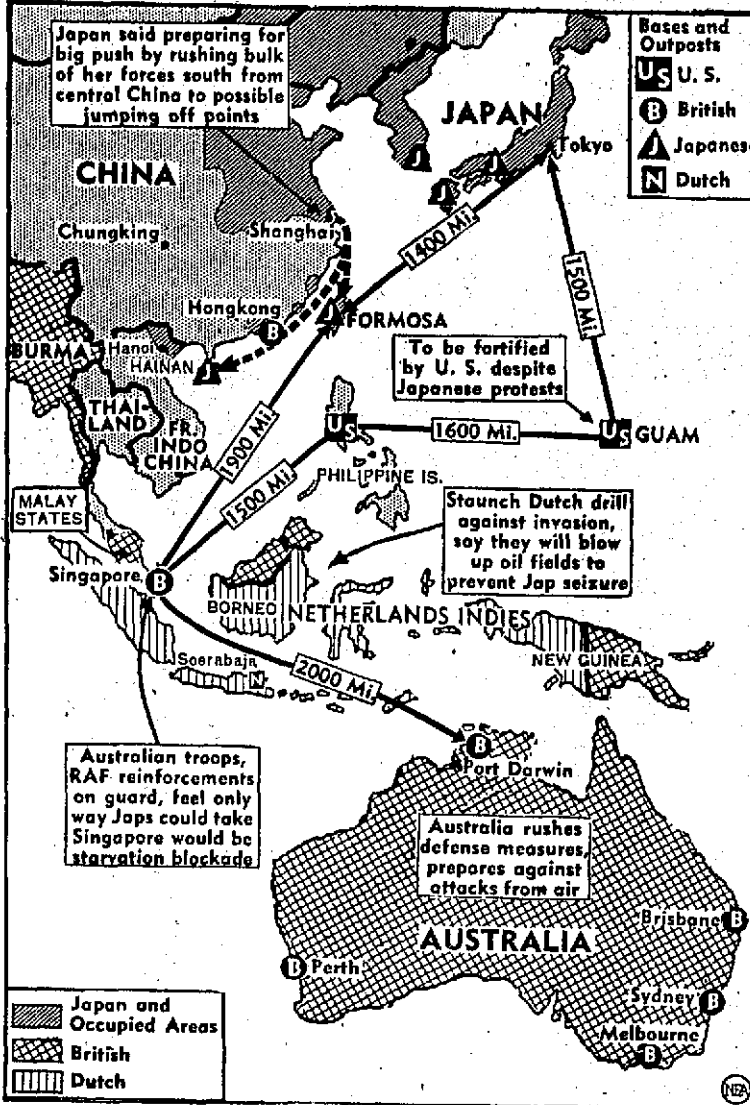 Japan said preparing for
big push by rushing bulk
of her forces south from
central China to possible
jumping off points
Bases and
Outposts
US U. S.
B British
J Japanese
N Dutch
JAPAN
J
J
J
Tokyo
CHINA
Chungking
Shanghai
1400 Mi.
1500 Mi.
Hongkong
B
J
FORMOSA
BURMA
Hanoi
HAINAN
J
To be fortified
by U. S. despite
Japanese protests
THAI-
LAND
FR.
INDO
CHINA
1900 Mi.
US
1600 Mi.
US GUAM
1500 Mi.
PHILIPPINE IS.
MALAY
STATES
Staunch Dutch drill
against invasion,
say they will blow
up oil fields to
prevent Jap seizure
Singapore
B
BORNEO
NETHERLANDS INDIES
NEW GUINEA
Soerabaja
N
2000 Mi.
B
Port Darwin
Australian troops,
RAF reinforcements
on guard, feel only
way Japs could take
Singapore would be
starvation blockade
Australia rushes
defense measures,
prepares against
attacks from air
Brisbane B
AUSTRALIA
B Perth
Sydney B
Melbourne
B
Japan and
Occupied Areas
British
Dutch
NEA